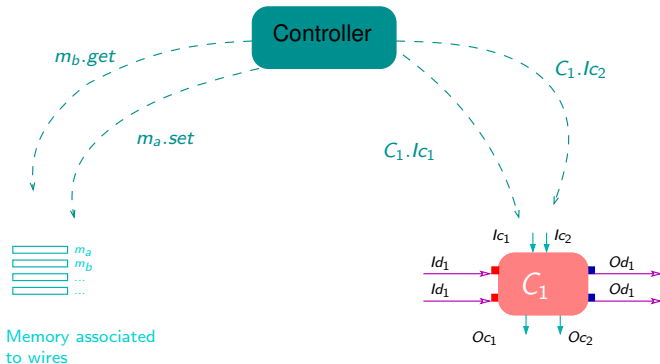 Controller
m_b.get
m_a.set
C_1.Ic_2
C_1.Ic_1
Ic_1 Ic_2
m_a
m_b
...
...
Id_1 Od_1
C_1
Id_1 Od_1
Oc_1 Oc_2
Memory associated
to wires